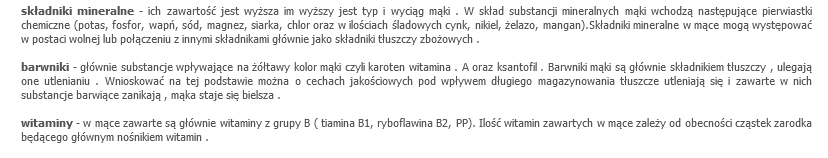 składniki mineralne - ich zawartość jest wyższa im wyższy jest typ i wyciąg mąki . W skład substancji mineralnych mąki wchodzą następujące pierwiastki
chemiczne (potas, fosfor, wapń, sód, magnez, siarka, chlor oraz w ilościach śladowych cynk, nikiel, żelazo, mangan).Składniki mineralne w mące mogą występować
w postaci wolnej lub połączeniu z innymi składnikami głównie jako składniki tłuszczy zbożowych .
barwniki - głównie substancje wpływające na żółtawy kolor mąki czyli karoten witamina . A oraz ksantofil . Barwniki mąki są głównie składnikiem tłuszczy , ulegają
one utlenianiu . Wnioskować na tej podstawie można o cechach jakościowych pod wpływem długiego magazynowania tłuszcze utleniają się i zawarte w nich
substancje barwiące zanikają , mąka staje się bielsza .
witaminy - w mące zawarte są głównie witaminy z grupy B ( tiamina B1, ryboflawina B2, PP). Ilość witamin zawartych w mące zależy od obecności cząstek zarodka
będącego głównym nośnikiem witamin .